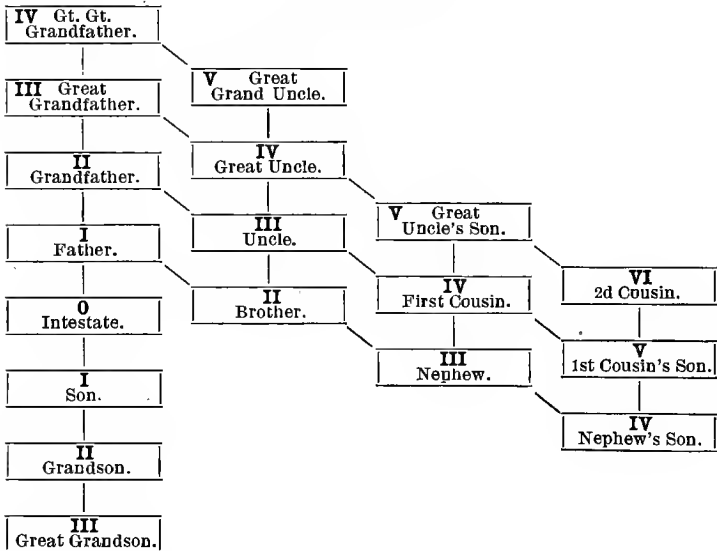 IV Gt. Gt.
Grandfather.
V Great
Grand Uncle.
III Great
Grandfather.
IV
Great Uncle.
II
Grandfather.
V Great
Uncle's Son.
III
Uncle.
I
Father.
VI
2d Cousin.
IV
First Cousin.
II
Brother.
0
Intestate.
V
1st Cousin's Son.
III
Nephew.
I
Son.
IV
Nephew's Son.
II
Grandson.
III
Great Grandson.